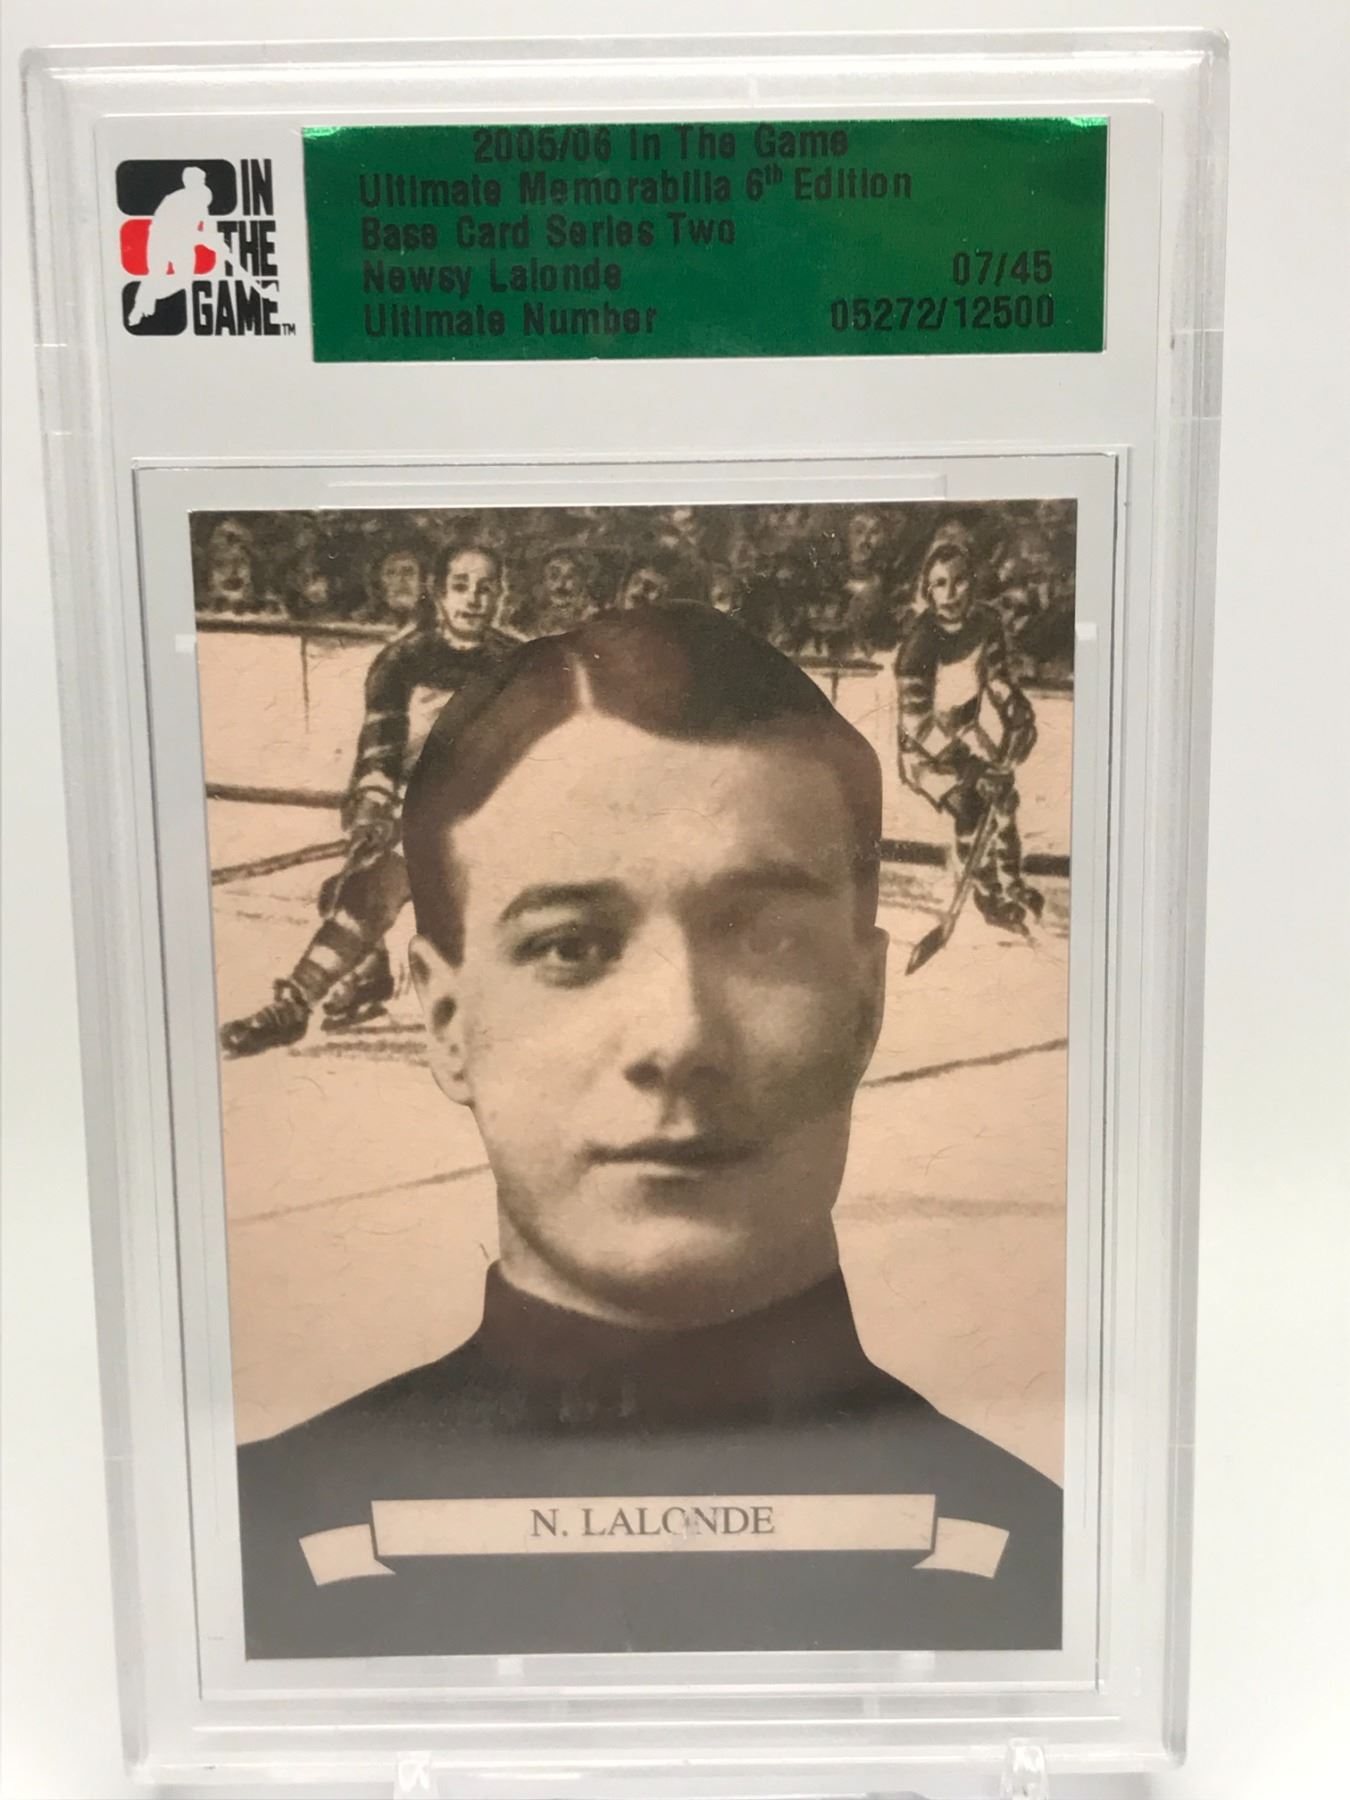 IN
THE
GAME™
2005/06 In The Game
Ultimate Memorabilia 6th Edition
Base Card Series Two
Newsy Lalonde 07/45
Ultimate Number 05272/12500
N. LALONDE